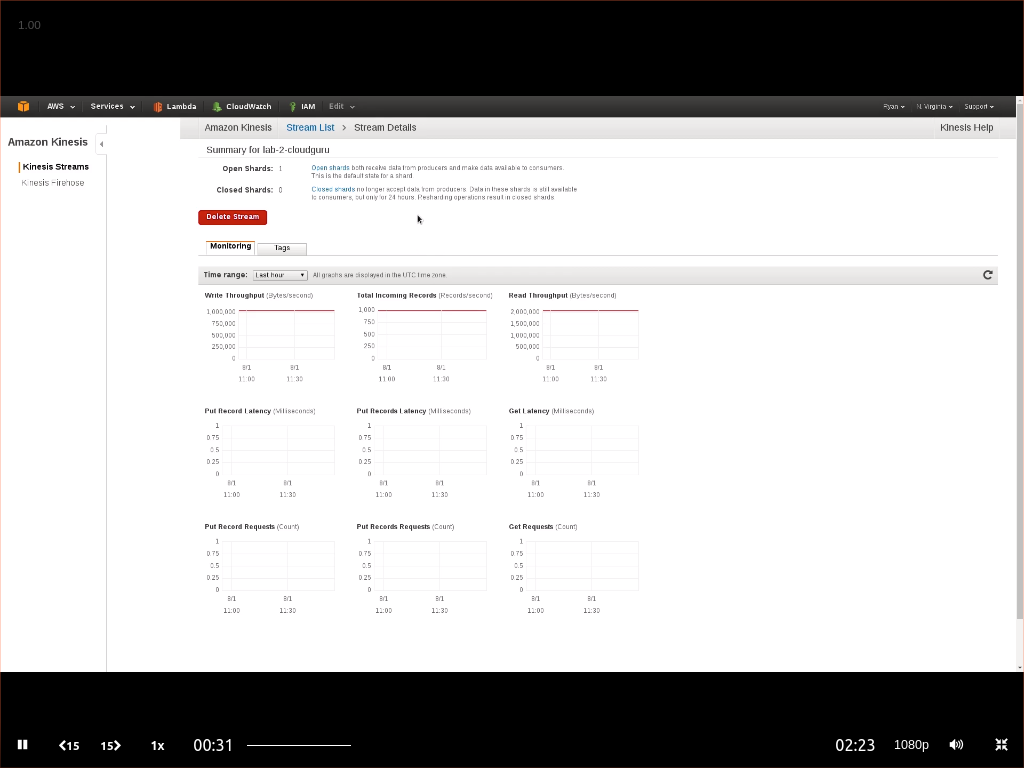 1.00
AWS Services Lambda CloudWatch IAM Edit Ryan N. Virginia Support
Amazon Kinesis Stream List > Stream Details Kinesis Help
Amazon Kinesis
Kinesis Streams
Kinesis Firehose
Summary for lab-2-cloudguru
Open Shards: 1 Open shards both receive data from producers and make data available to consumers.
This is the default state for a shard.
Closed Shards: 0 Closed shards no longer accept data from producers. Data in these shards is still available
to consumers, but only for 24 hours. Resharding operations result in closed shards.
Delete Stream
Monitoring Tags
Time range: Last hour All graphs are displayed in the UTC time zone.
Write Throughput (Bytes/second) Total Incoming Records (Records/second) Read Throughput (Bytes/second)
1,000,000 1,000 2,000,000
750,000 750 1,500,000
500,000 500 1,000,000
250,000 250 500,000
0 0 0
8/1 8/1 8/1 8/1 8/1 8/1
11:00 11:30 11:00 11:30 11:00 11:30
Put Record Latency (Milliseconds) Put Records Latency (Milliseconds) Get Latency (Milliseconds)
1 1 1
0.75 0.75 0.75
0.5 0.5 0.5
0.25 0.25 0.25
0 0 0
8/1 8/1 8/1 8/1 8/1 8/1
11:00 11:30 11:00 11:30 11:00 11:30
Put Record Requests (Count) Put Records Requests (Count) Get Requests (Count)
1 1 1
0.75 0.75 0.75
0.5 0.5 0.5
0.25 0.25 0.25
0 0 0
8/1 8/1 8/1 8/1 8/1 8/1
11:00 11:30 11:00 11:30 11:00 11:30
15 15 1x 00:31 02:23 1080p